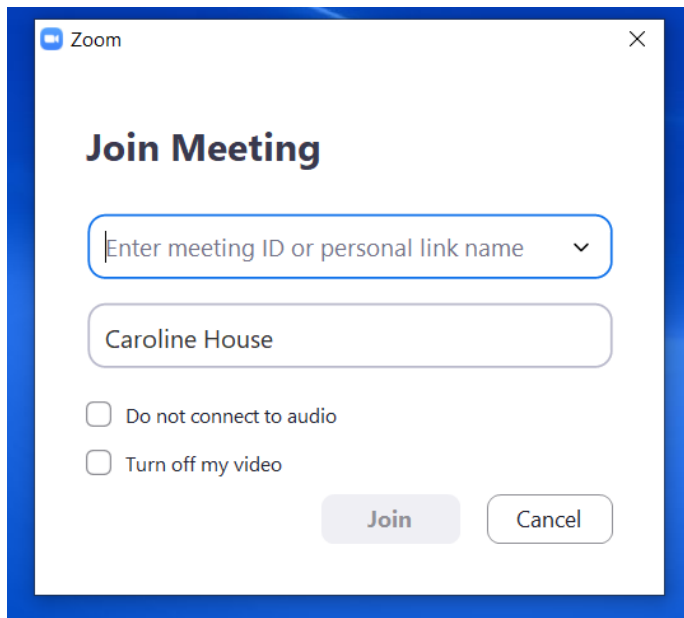 Zoom
Join Meeting
Enter meeting ID or personal link name
Caroline House
Do not connect to audio
Turn off my video
Join
Cancel